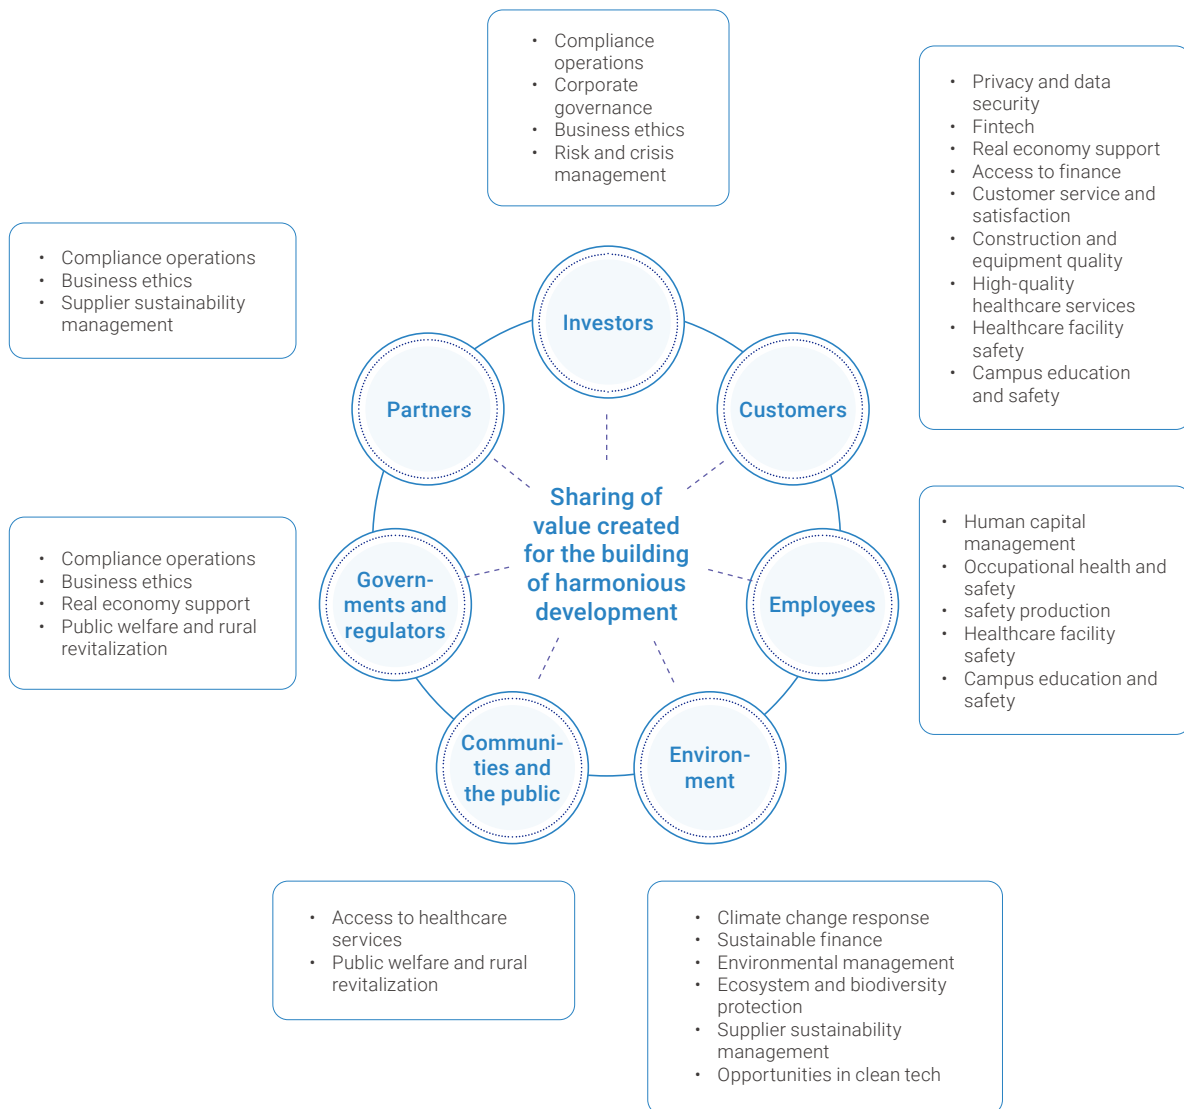 • Compliance
operations
• Corporate
governance
• Business ethics
• Risk and crisis
management
• Privacy and data
security
• Fintech
• Real economy support
• Access to finance
• Customer service and
satisfaction
• Construction and
equipment quality
• High-quality
healthcare services
• Healthcare facility
safety
• Campus education
and safety
• Compliance operations
• Business ethics
• Supplier sustainability
management
Investors
Partners
Customers
Sharing of
value created
for the building
of harmonious
development
• Compliance operations
• Business ethics
• Real economy support
• Public welfare and rural
revitalization
Govern-
ments and
regulators
Employees
• Human capital
management
• Occupational health and
safety
• safety production
• Healthcare facility
safety
• Campus education and
safety
Communi-
ties and
the public
Environ-
ment
• Access to healthcare
services
• Public welfare and rural
revitalization
• Climate change response
• Sustainable finance
• Environmental management
• Ecosystem and biodiversity
protection
• Supplier sustainability
management
• Opportunities in clean tech